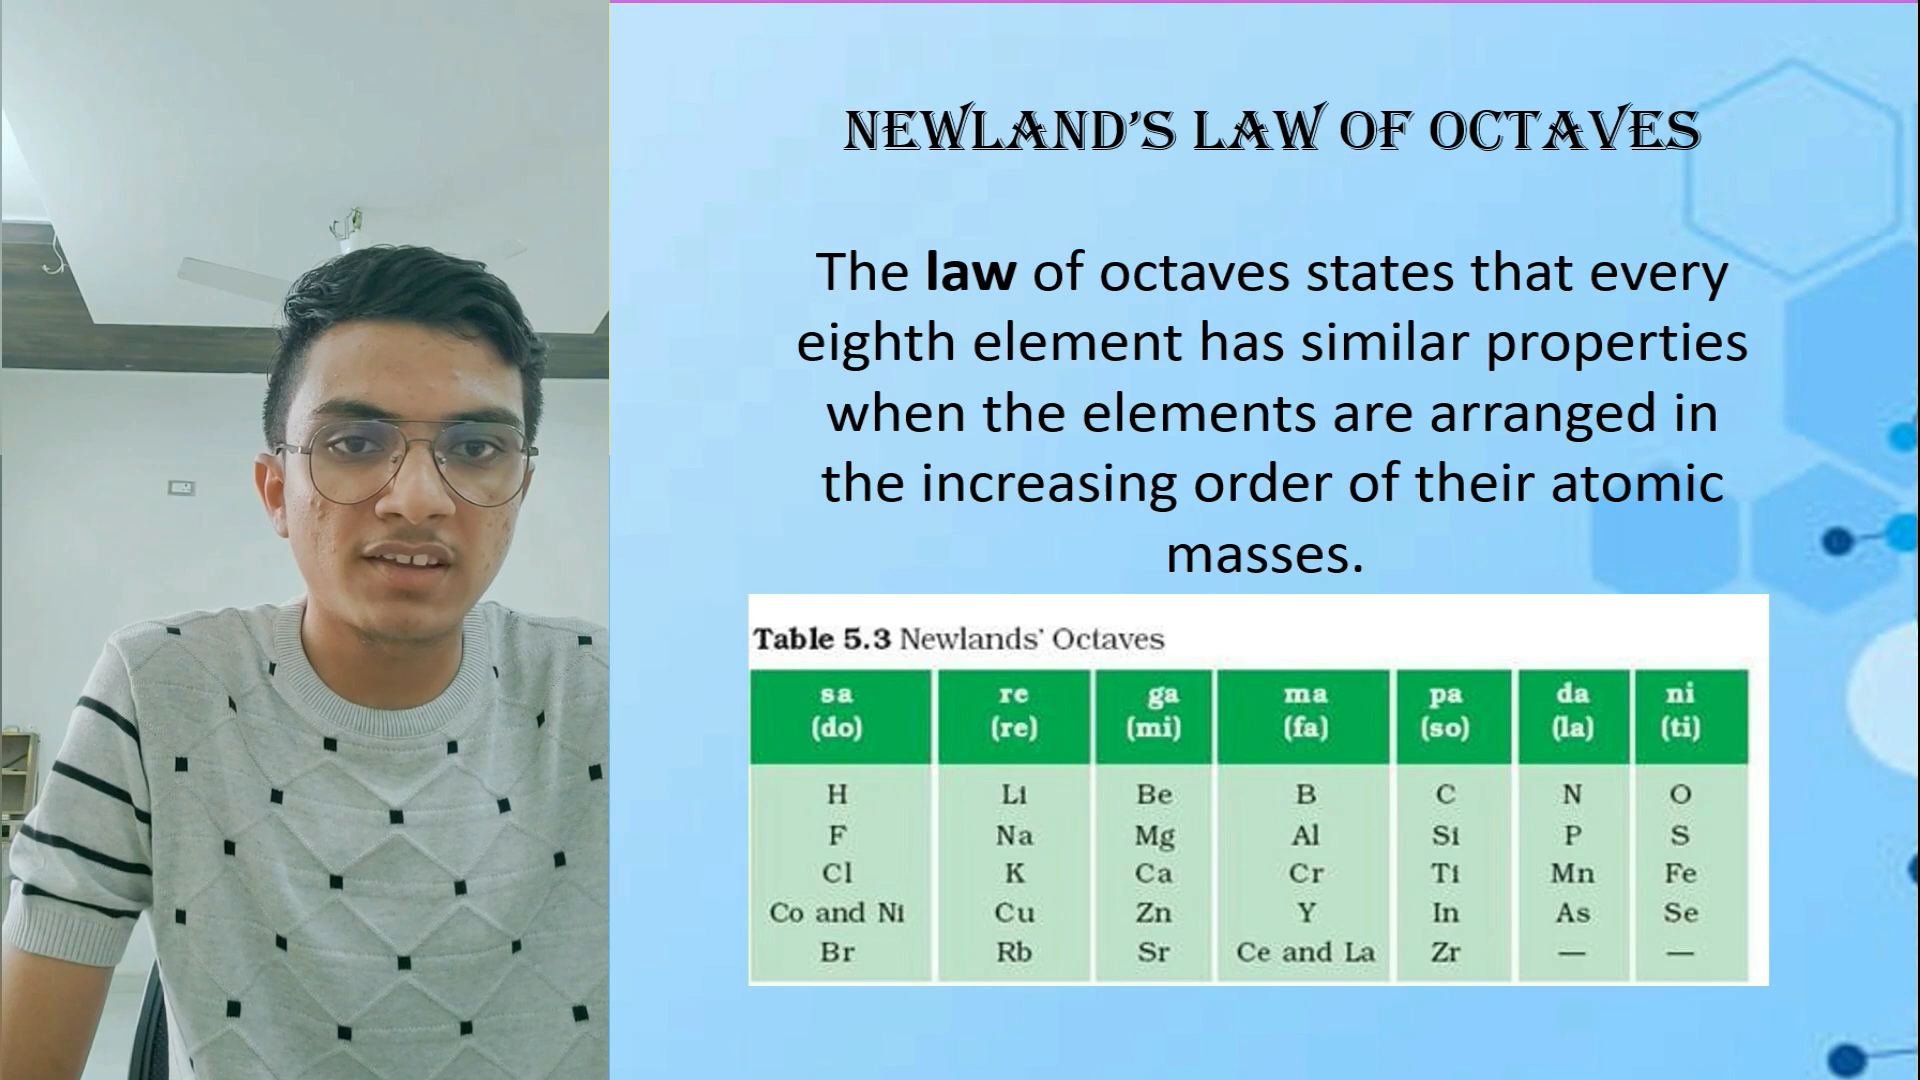 NEWLAND’S LAW OF OCTAVES
The law of octaves states that every
eighth element has similar properties
when the elements are arranged in
the increasing order of their atomic
masses.
Table 5.3 Newlands’ Octaves
sa re ga ma pa da ni
(do) (re) (mi) (fa) (so) (la) (ti)
H Li Be B C N O
F Na Mg Al Si P S
Cl K Ca Cr Ti Mn Fe
Co and Ni Cu Zn Y In As Se
Br Rb Sr Ce and La Zr — —